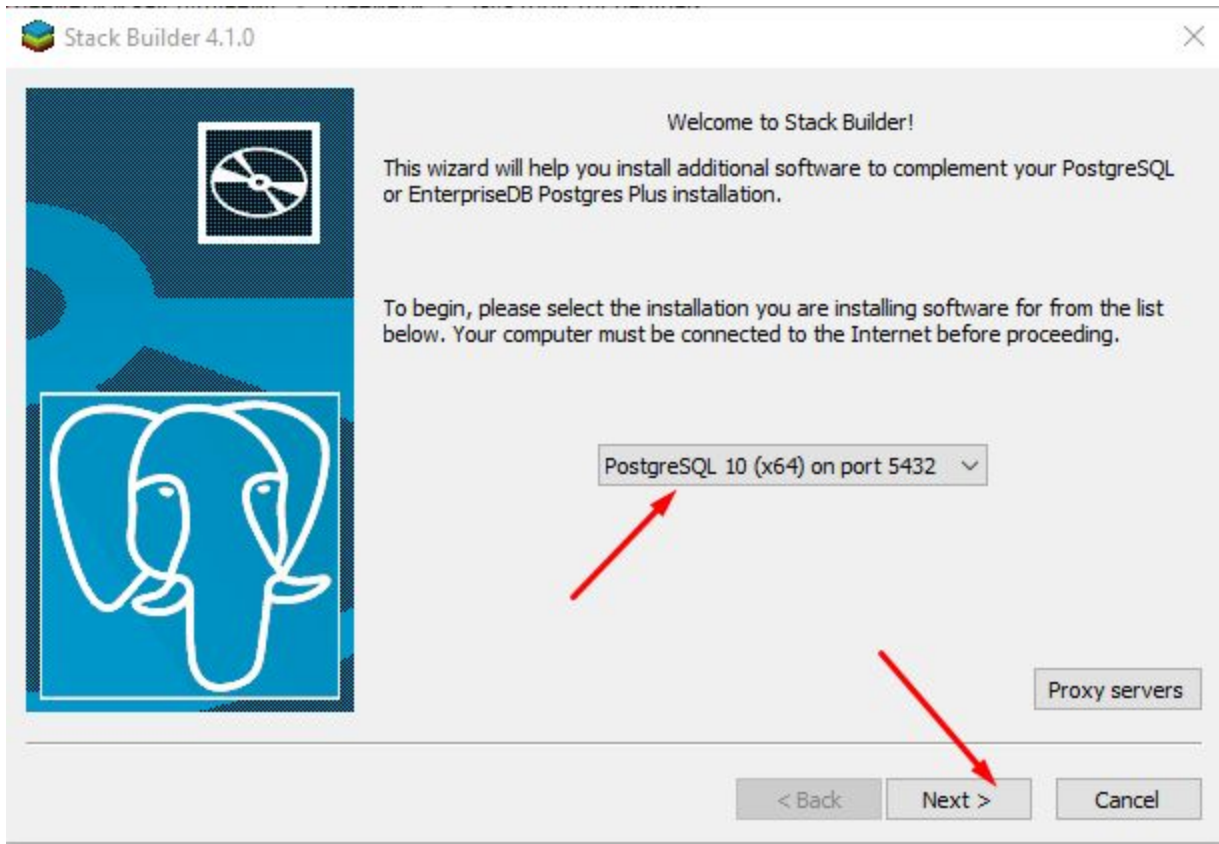 Stack Builder 4.1.0
Welcome to Stack Builder!
This wizard will help you install additional software to complement your PostgreSQL
or EnterpriseDB Postgres Plus installation.
To begin, please select the installation you are installing software for from the list
below. Your computer must be connected to the Internet before proceeding.
PostgreSQL 10 (x64) on port 5432
Proxy servers
< Back
Next >
Cancel